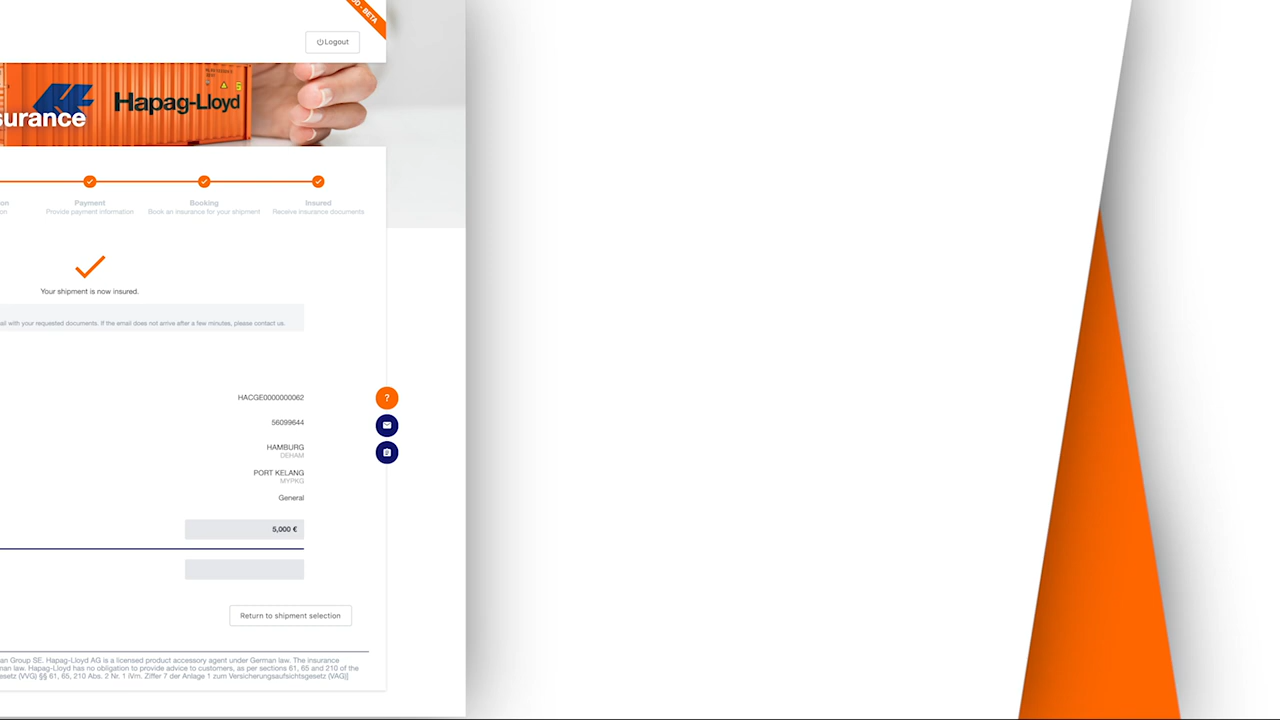 - BETA
Logout
Hapag-Lloyd
surance
on
Payment
Booking
Insured
on
Provide payment information
Book an insurance for your shipment
Receive insurance documents
Your shipment is now insured.
ail with your requested documents. If the email does not arrive after a few minutes, please contact us.
HACGE0000000062
?
56099644
HAMBURG
DEHAM
PORT KELANG
MYPKG
General
5,000 €
Return to shipment selection
an Group SE. Hapag-Lloyd AG is a licensed product accessory agent under German law. The insurance
man law. Hapag-Lloyd has no obligation to provide advice to customers, as per sections 61, 65 and 210 of the
esetz (VVG) §§ 61, 65, 210 Abs. 2 Nr. 1 iVm. Ziffer 7 der Anlage 1 zum Versicherungsaufsichtsgesetz (VAG)]